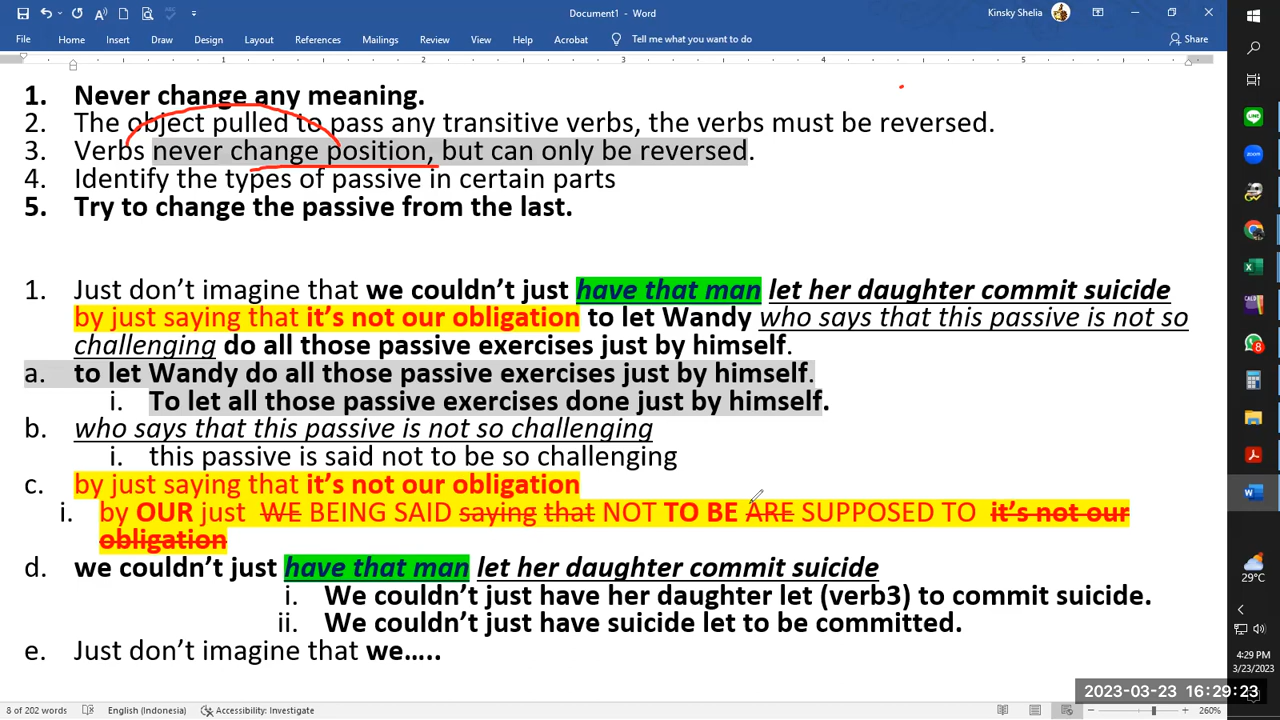 Document1 - Word
Kinsky Shelia
File Home Insert Draw Design Layout References Mailings Review View Help Acrobat Tell me what you want to do Share
1 2 3 4 5
1. Never change any meaning.
2. The object pulled to pass any transitive verbs, the verbs must be reversed.
3. Verbs never change position, but can only be reversed.
4. Identify the types of passive in certain parts
5. Try to change the passive from the last.
1. Just don’t imagine that we couldn’t just have that man let her daughter commit suicide
by just saying that it’s not our obligation to let Wandy who says that this passive is not so
challenging do all those passive exercises just by himself.
a. to let Wandy do all those passive exercises just by himself.
i. To let all those passive exercises done just by himself.
b. who says that this passive is not so challenging
i. this passive is said not to be so challenging
c. by just saying that it’s not our obligation
i. by OUR just WE BEING SAID saying that NOT TO BE ARE SUPPOSED TO it’s not our
obligation
d. we couldn’t just have that man let her daughter commit suicide
i. We couldn’t just have her daughter let (verb3) to commit suicide.
ii. We couldn’t just have suicide let to be committed.
e. Just don’t imagine that we…..
29°C
4:29 PM
3/23/2023
2023-03-23 16:29:23
8 of 202 words English (Indonesia) Accessibility: Investigate 260%